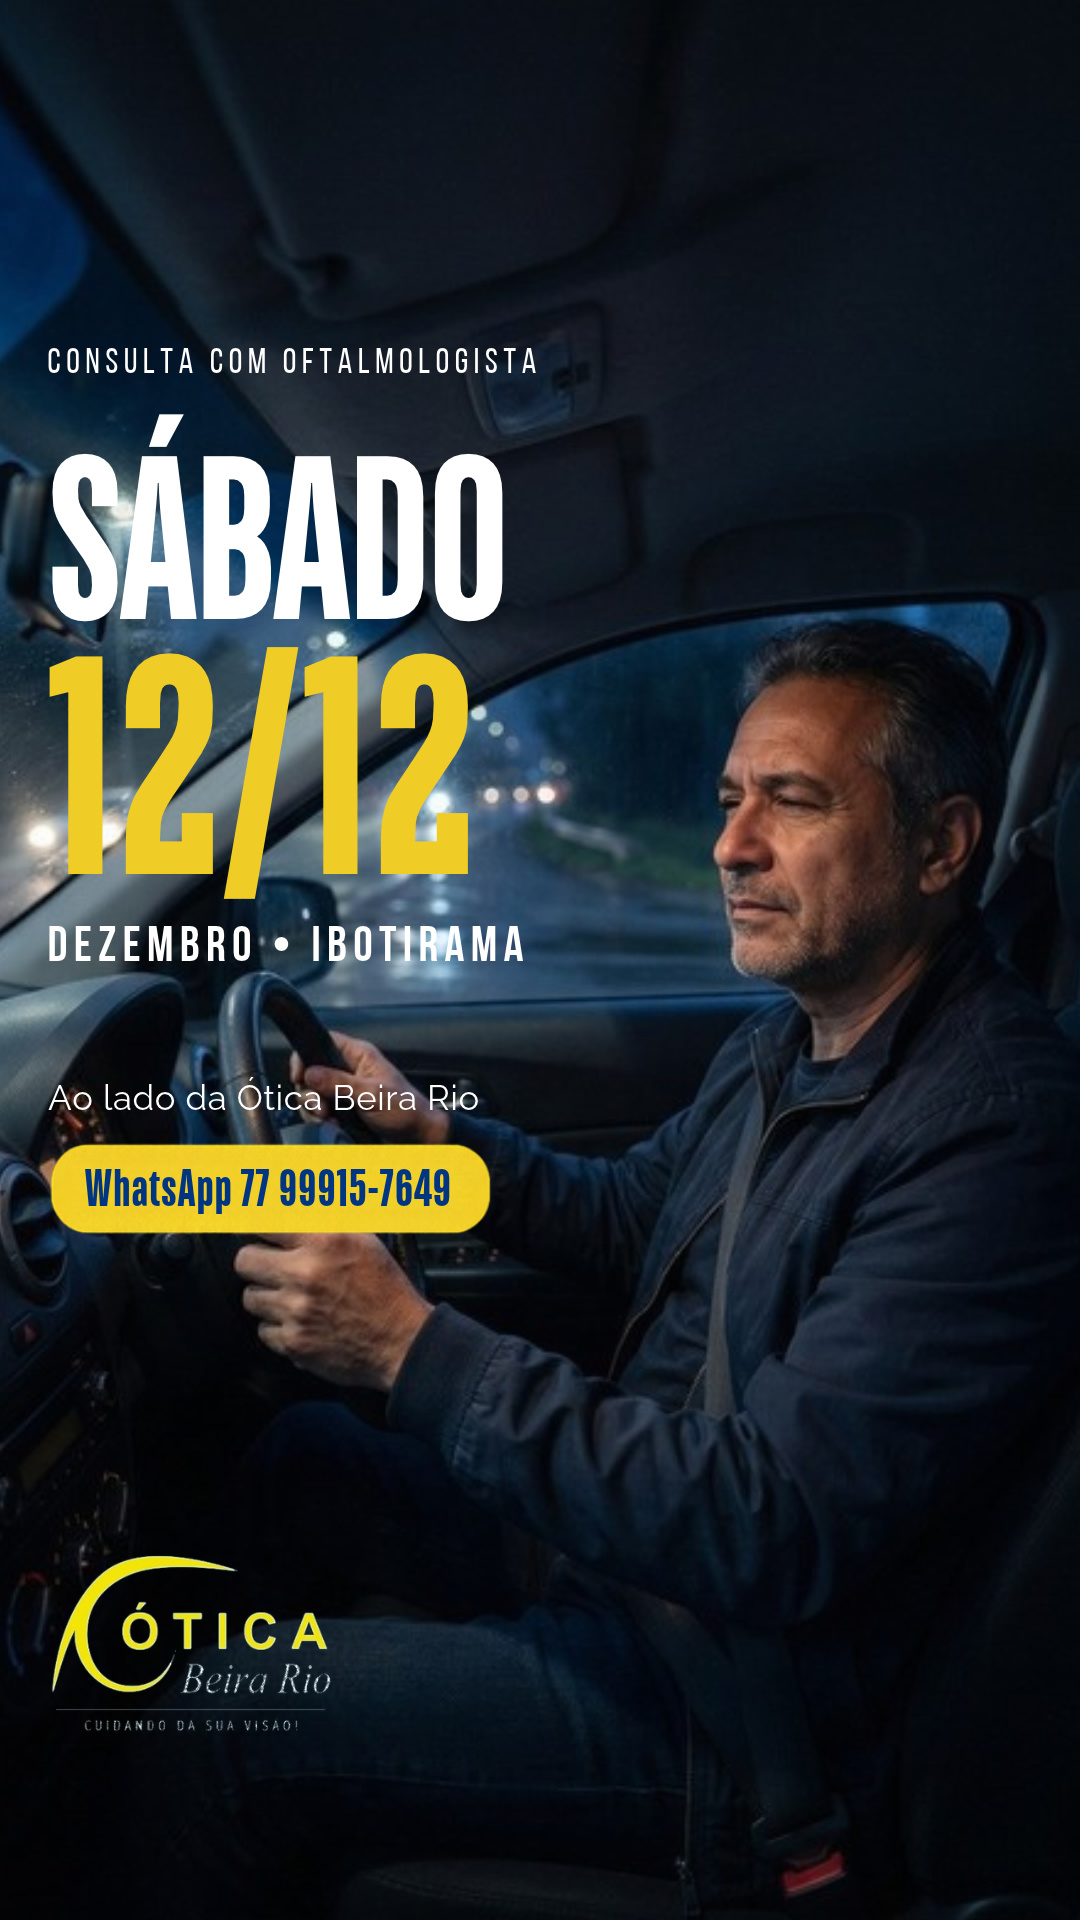 CONSULTA COM OFTALMOLOGISTA
SÁBADO
12/12
DEZEMBRO • IBOTIRAMA
Ao lado da Ótica Beira Rio
WhatsApp 77 99915-7649
ÓTICA
Beira Rio
CUIDANDO DA SUA VISÃO!